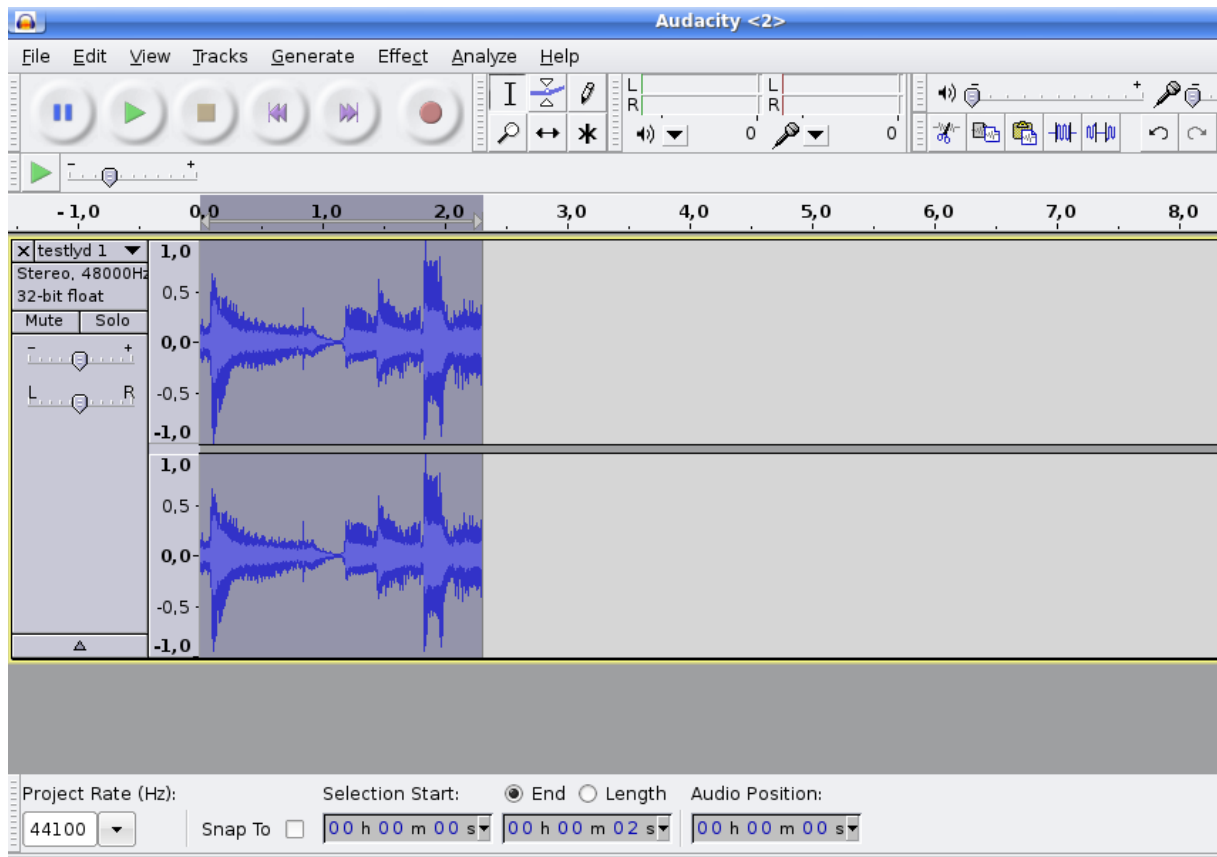 Audacity <2>
File Edit View Tracks Generate Effect Analyze Help
L
R
0
L
R
0
- +
- +
- 1,0 0,0 1,0 2,0 3,0 4,0 5,0 6,0 7,0 8,0
testlyd 1
Stereo, 48000Hz
32-bit float
Mute Solo
- +
L R
1,0
0,5
0,0
-0,5
-1,0
1,0
0,5
0,0
-0,5
-1,0
Project Rate (Hz): Selection Start: End Length Audio Position:
44100 Snap To 00 h 00 m 00 s 00 h 00 m 02 s 00 h 00 m 00 s